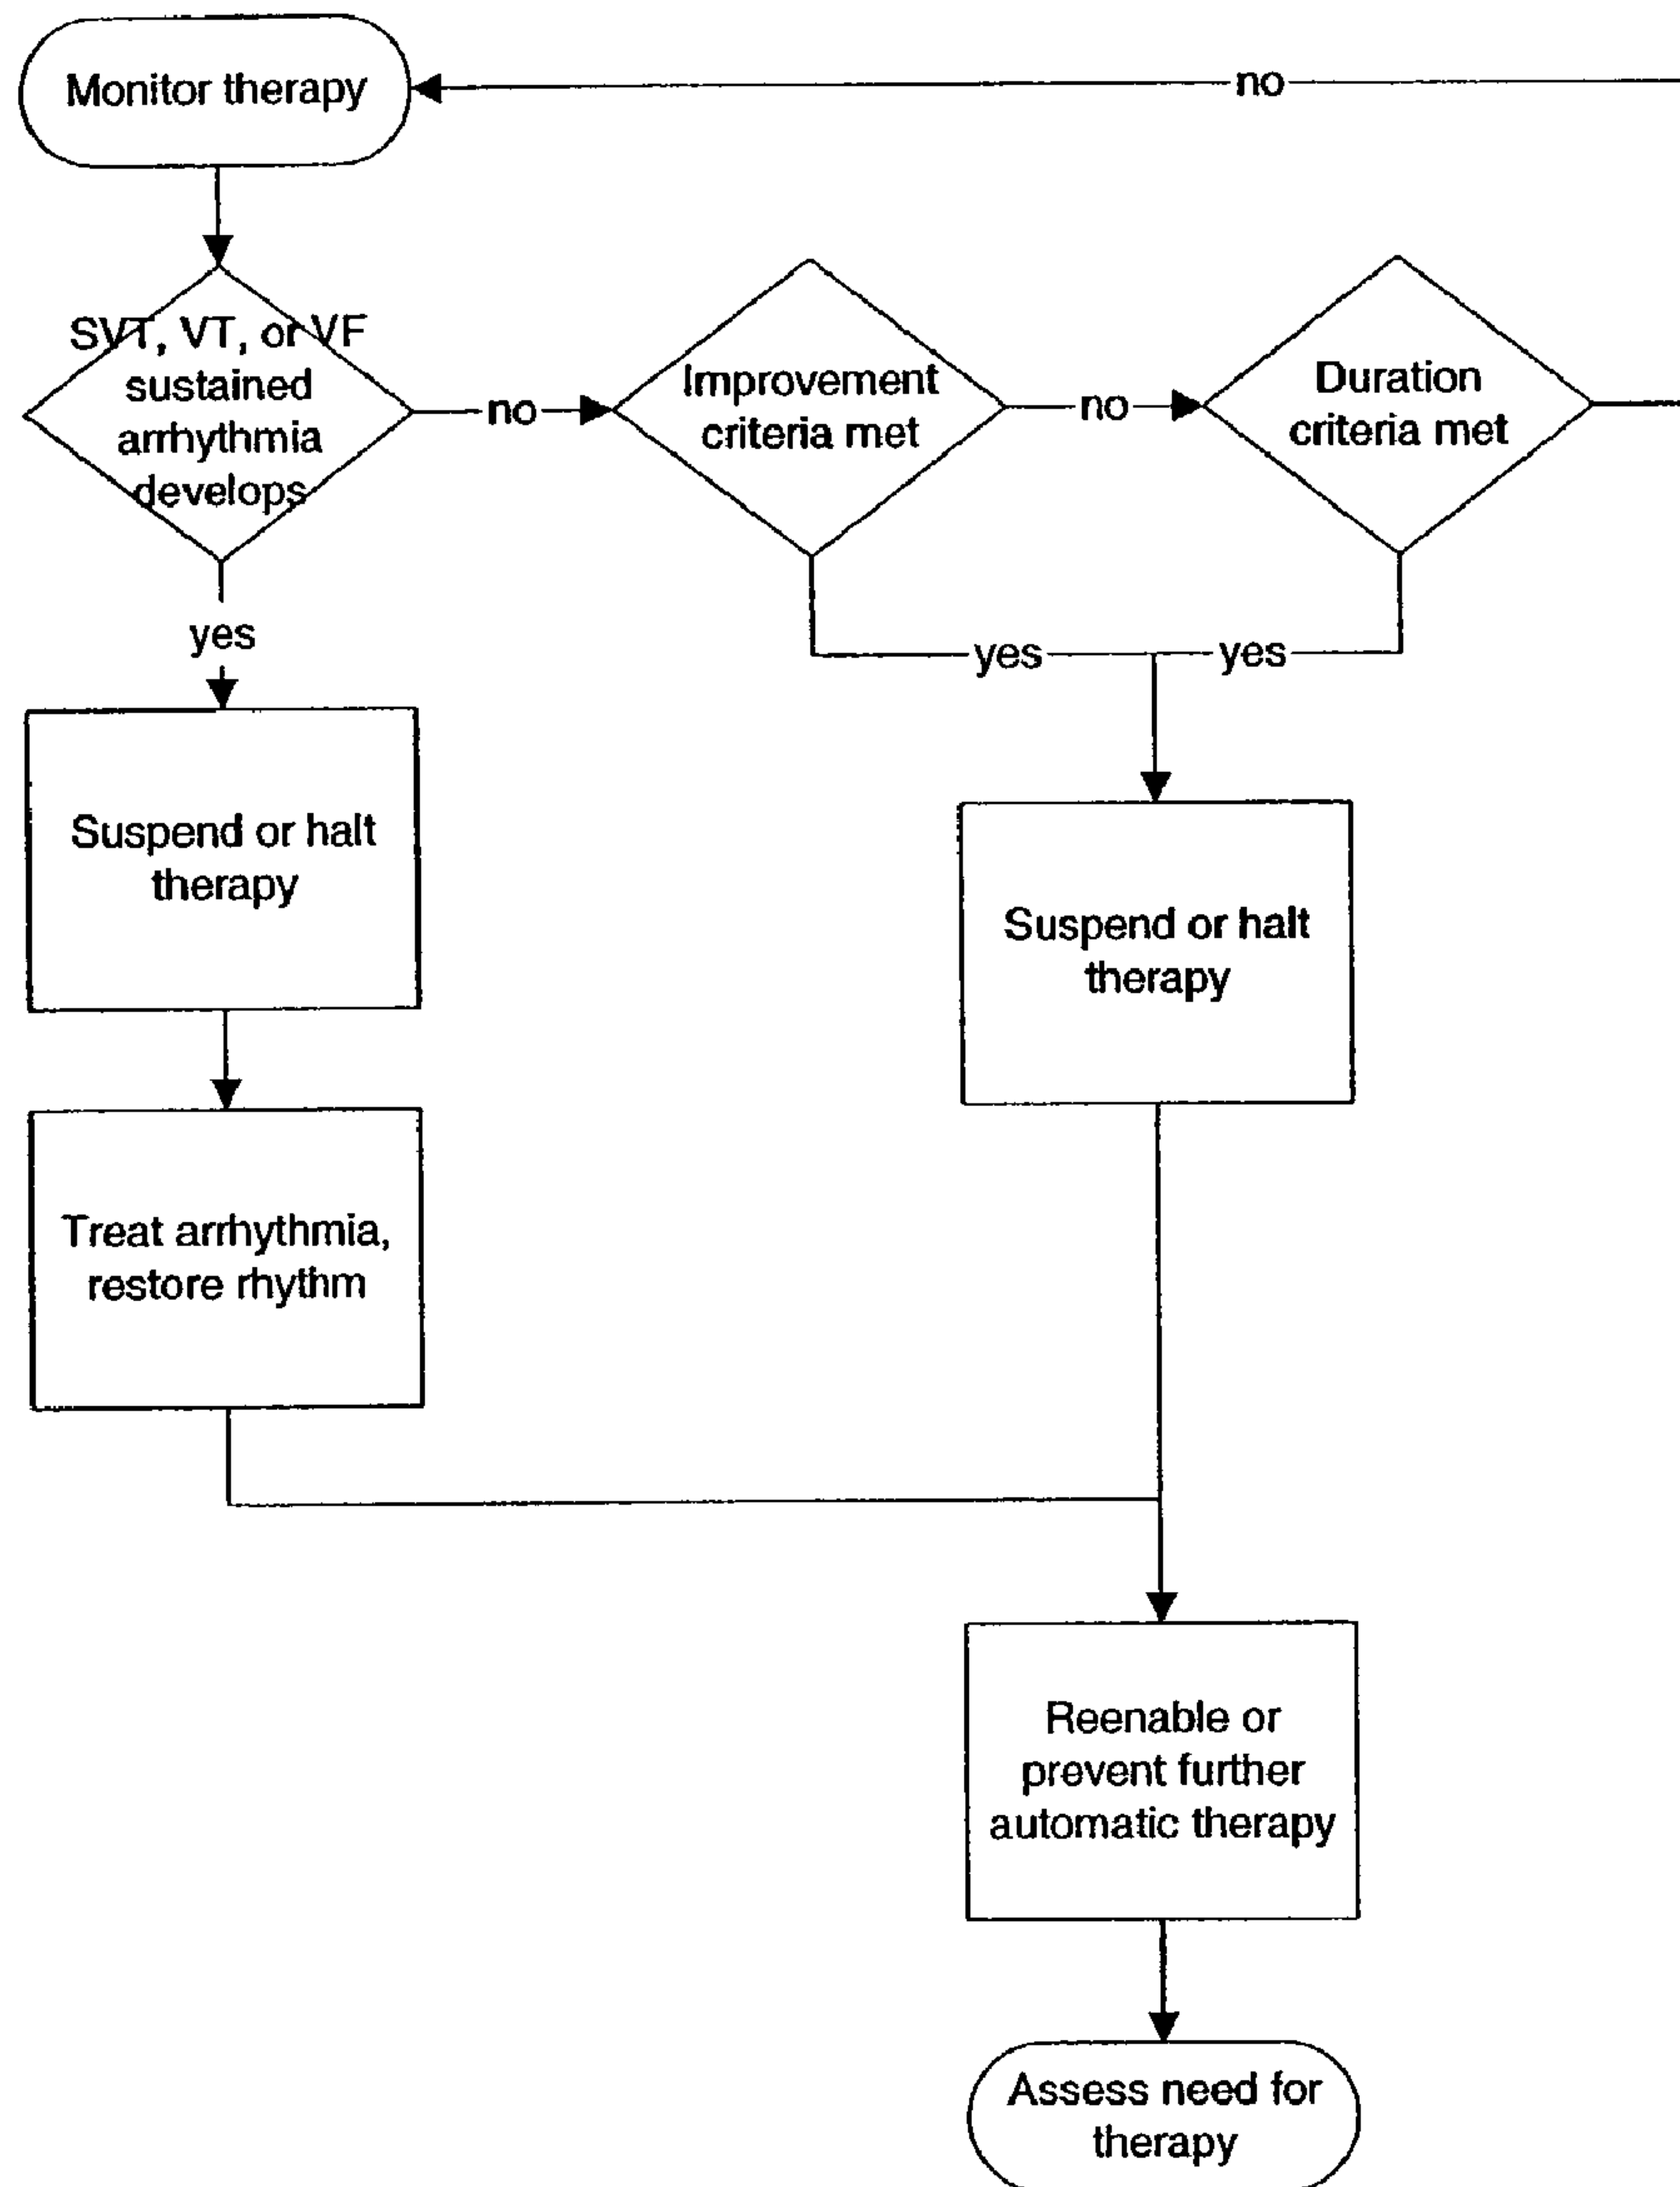 Monitor therapy
no
SVT, VT, or VF
sustained
arrhythmia
develops
no
Improvement
criteria met
no
Duration
criteria met
yes
yes
yes
Suspend or halt
therapy
Suspend or halt
therapy
Treat arrhythmia,
restore rhythm
Reenable or
prevent further
automatic therapy
Assess need for
therapy